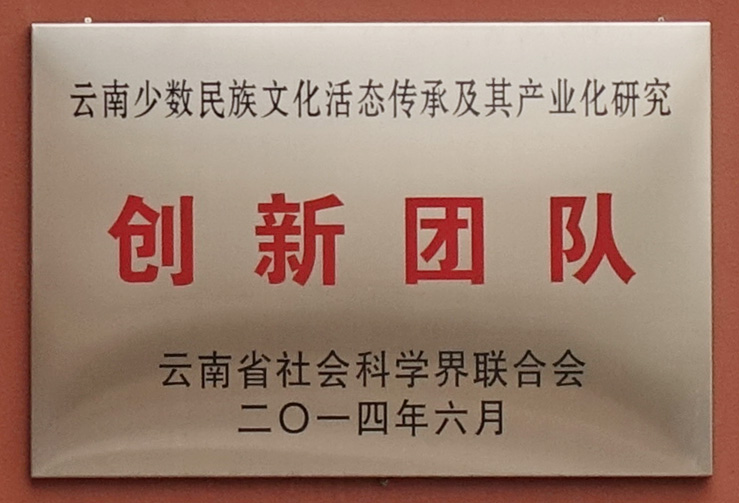 云南少数民族文化活态传承及其产业化研究
创新团队
云南省社会科学界联合会
二〇一四年六月